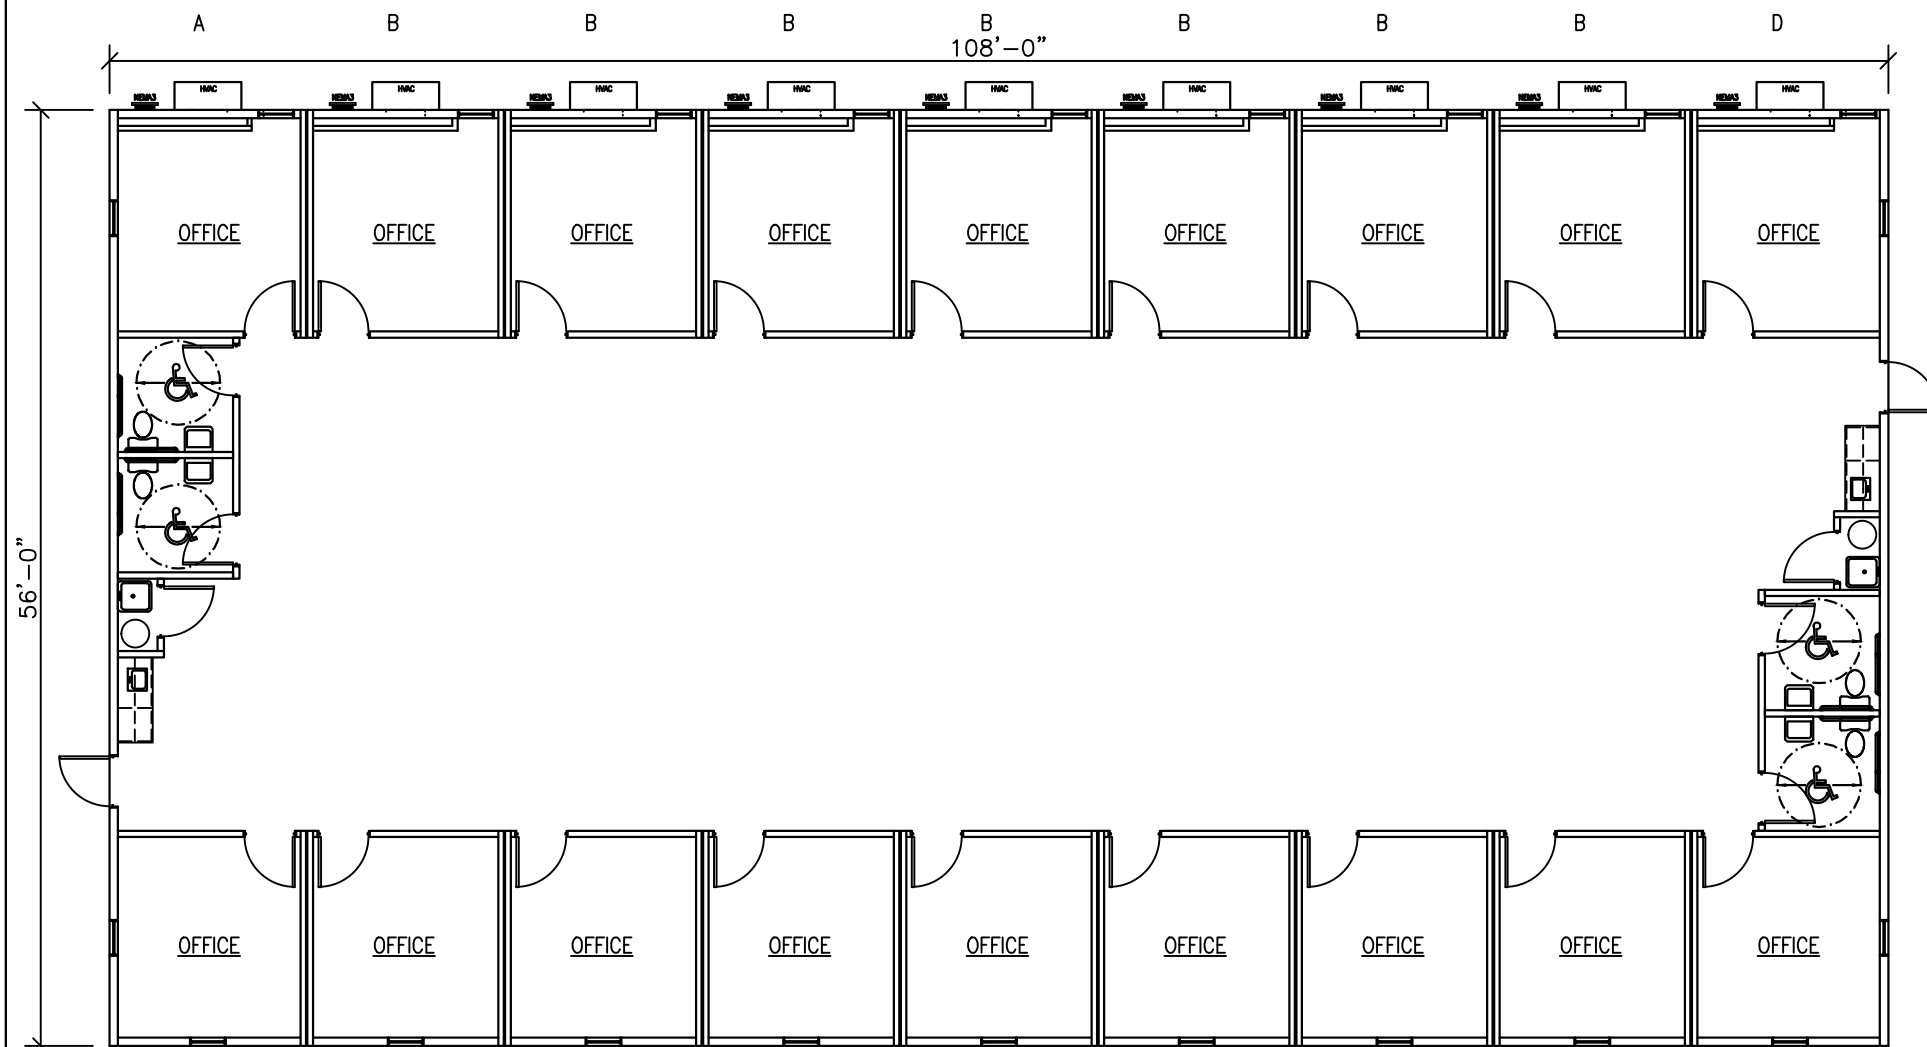 A B B B B B B B D
108'-0"
HVAC HVAC HVAC HVAC HVAC HVAC HVAC HVAC HVAC
NEMA3 NEMA3 NEMA3 NEMA3 NEMA3 NEMA3 NEMA3 NEMA3 NEMA3
OFFICE OFFICE OFFICE OFFICE OFFICE OFFICE OFFICE OFFICE OFFICE
56'-0"
OFFICE OFFICE OFFICE OFFICE OFFICE OFFICE OFFICE OFFICE OFFICE